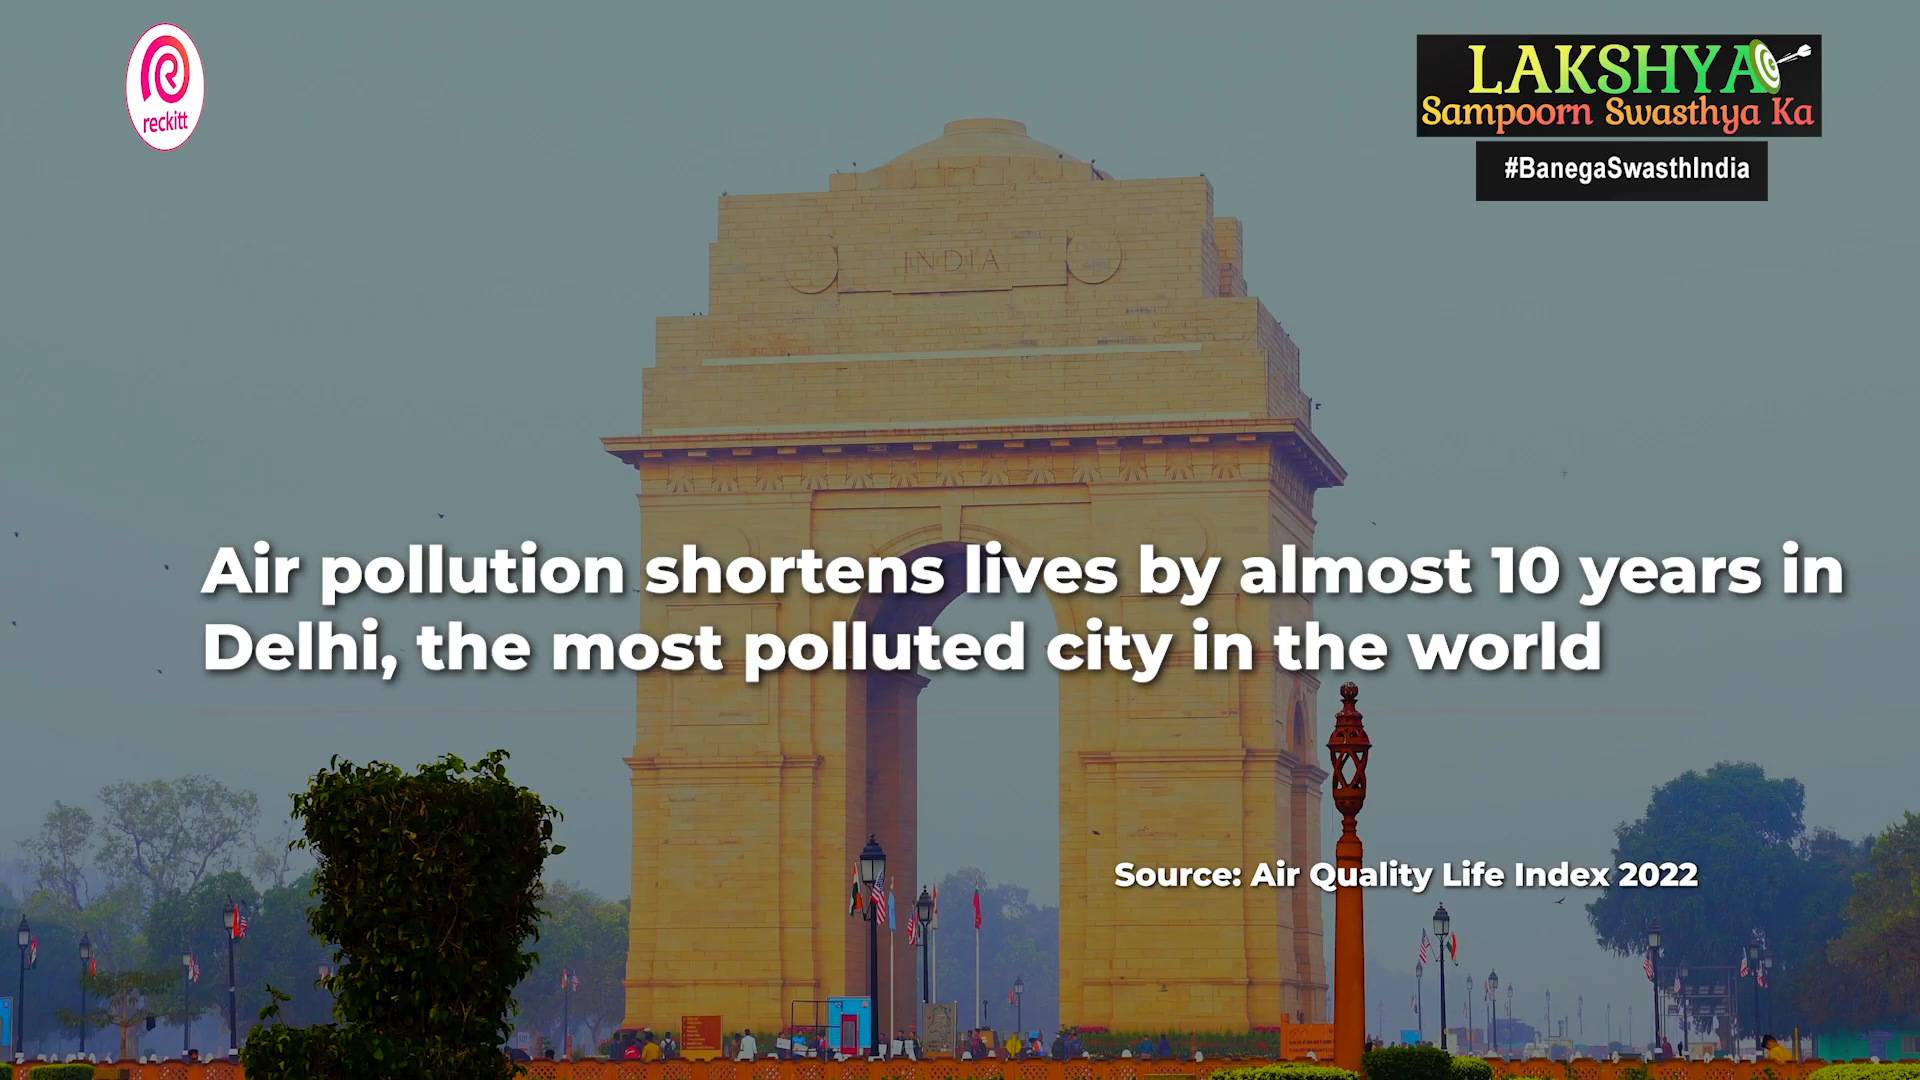 reckitt
LAKSHYA
Sampoorn Swasthya Ka
#BanegaSwasthIndia
INDIA
Air pollution shortens lives by almost 10 years in
Delhi, the most polluted city in the world
Source: Air Quality Life Index 2022